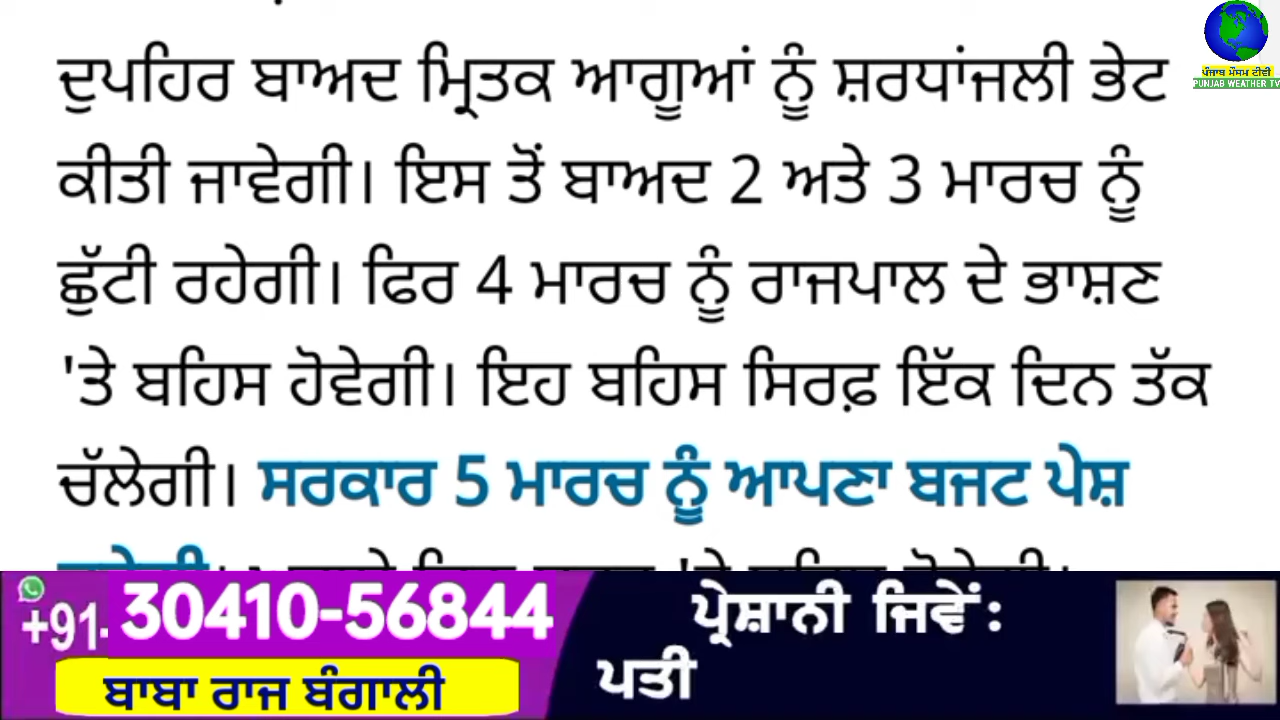 ਦੁਪਹਿਰ ਬਾਅਦ ਮ੍ਰਿਤਕ ਆਗੂਆਂ ਨੂੰ ਸ਼ਰਧਾਂਜਲੀ ਭੇਟ
ਕੀਤੀ ਜਾਵੇਗੀ। ਇਸ ਤੋਂ ਬਾਅਦ 2 ਅਤੇ 3 ਮਾਰਚ ਨੂੰ
ਛੁੱਟੀ ਰਹੇਗੀ। ਫਿਰ 4 ਮਾਰਚ ਨੂੰ ਰਾਜਪਾਲ ਦੇ ਭਾਸ਼ਣ
'ਤੇ ਬਹਿਸ ਹੋਵੇਗੀ। ਇਹ ਬਹਿਸ ਸਿਰਫ਼ ਇੱਕ ਦਿਨ ਤੱਕ
ਚੱਲੇਗੀ। ਸਰਕਾਰ 5 ਮਾਰਚ ਨੂੰ ਆਪਣਾ ਬਜਟ ਪੇਸ਼
ਪੰਜਾਬ ਮੌਸਮ ਟੀਵੀ
PUNJAB WEATHER TV
+91- 30410-56844
ਬਾਬਾ ਰਾਜ ਬੰਗਾਲੀ
ਪ੍ਰੇਸ਼ਾਨੀ ਜਿਵੇਂ:
ਪਤੀ